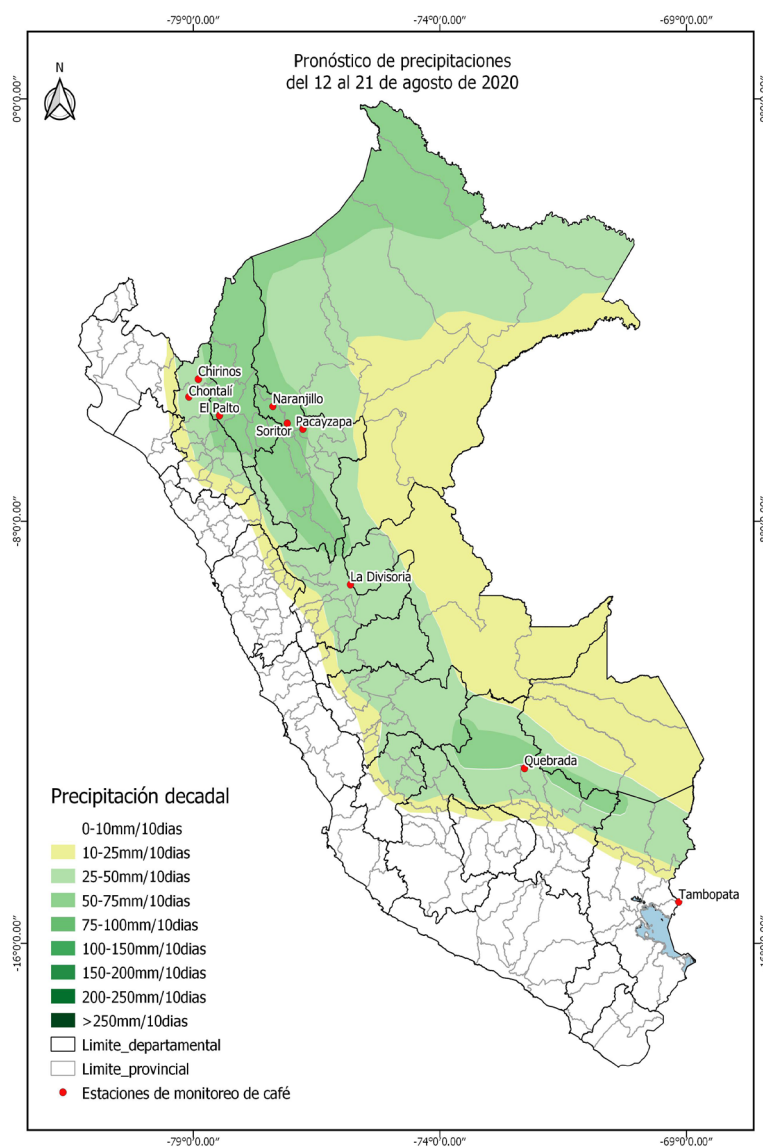 -79°0'0.00"
-74°0'0.00"
-69°0'0.00"
Pronóstico de precipitaciones
del 12 al 21 de agosto de 2020
N
0°0'0.00"
Chirinos
Chontalí
El Palto
Naranjillo
Soritor
Pacayzapa
-8°0'0.00"
La Divisoria
Quebrada
Tambopata
-16°0'0.00"
Precipitación decadal
0-10mm/10dias
10-25mm/10dias
25-50mm/10dias
50-75mm/10dias
75-100mm/10dias
100-150mm/10dias
150-200mm/10dias
200-250mm/10dias
>250mm/10dias
Limite_departamental
Limite_provincial
Estaciones de monitoreo de café
-79°0'0.00"
-74°0'0.00"
-69°0'0.00"